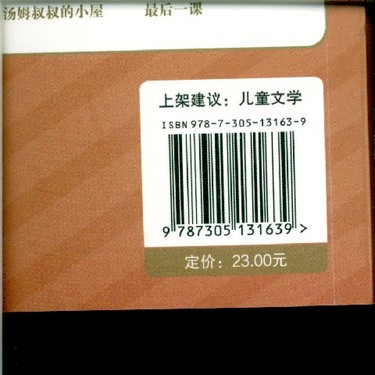 汤姆叔叔的小屋 最后一课
上架建议：儿童文学
ISBN 978-7-305-13163-9
9 787305 131639 >
定价：23.00元